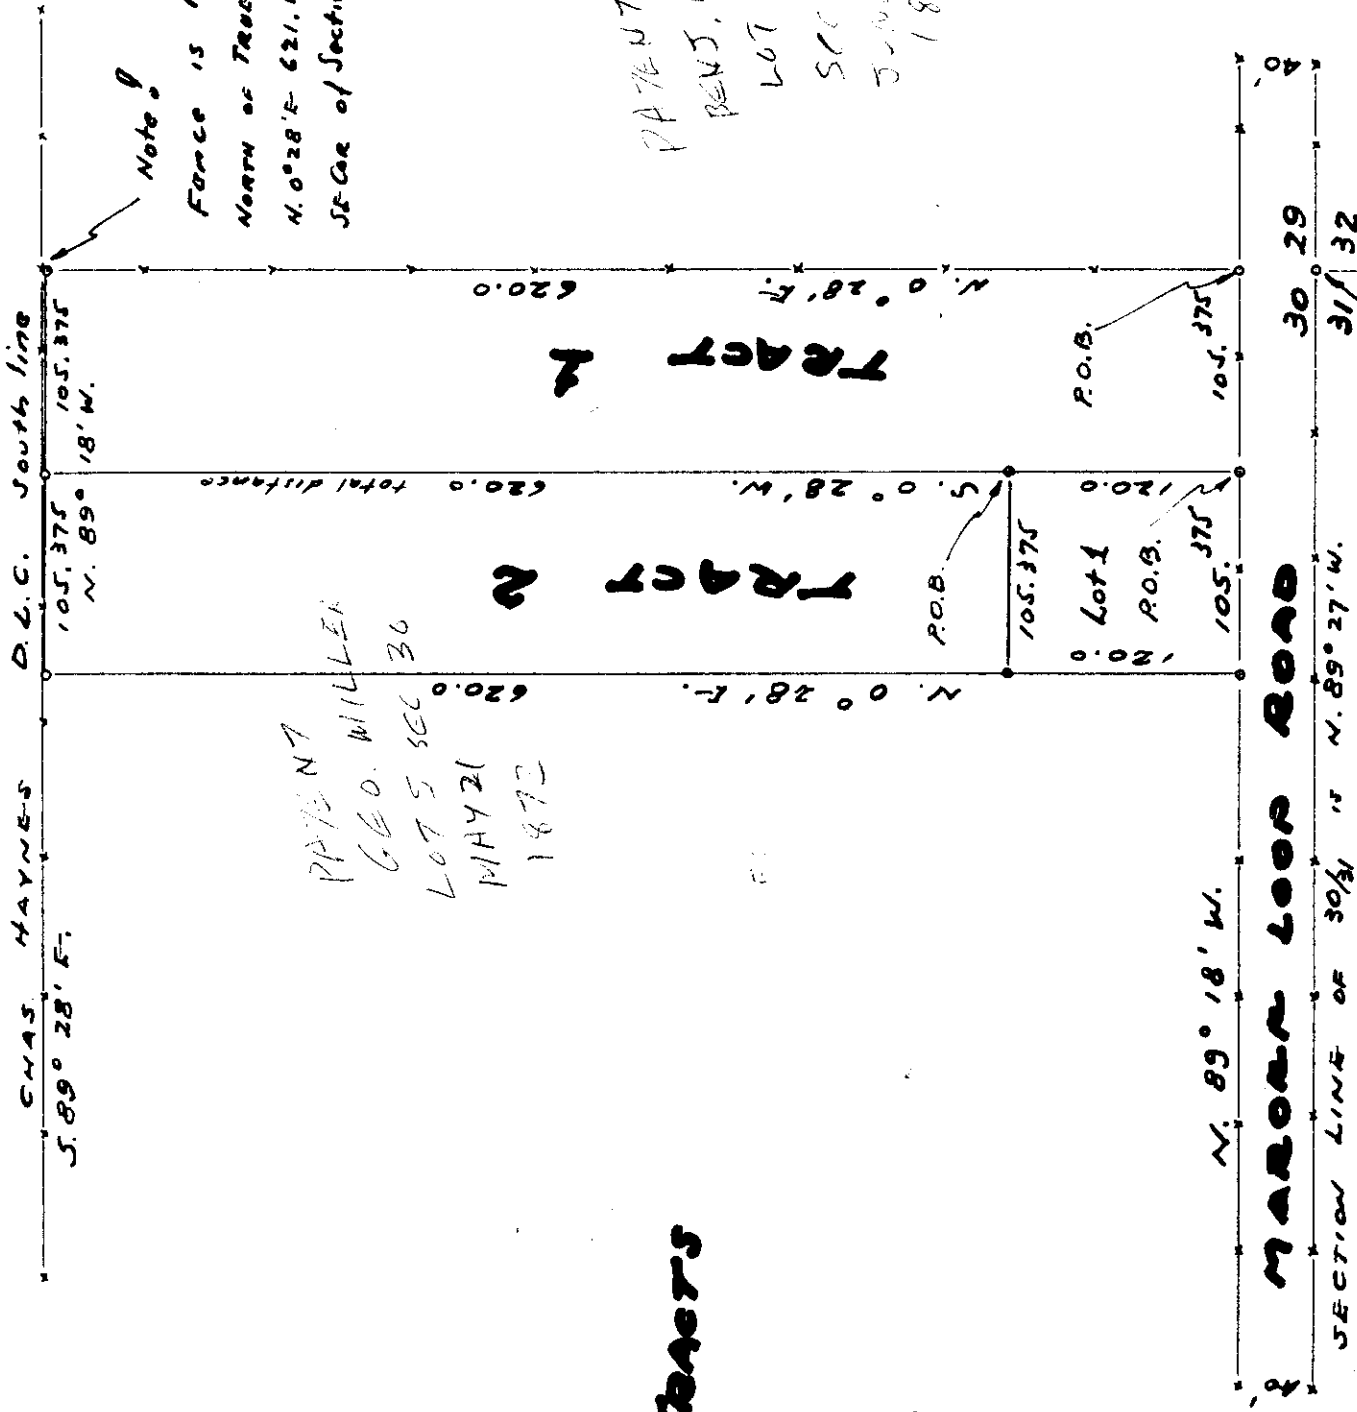 CHAS. HAYNES D.L.C. South line
S. 89° 28' E.
105.375 105.375
N. 89° 18' W.
Note!
Fence is
NORTH OF TRUE
N. 0° 28' E 621.
SE COR of Section
PATENT
BENJ.
LOT
SEC
PATENT
GEO. MILLER
LOT 5 SEC 30
MAY 21
1872
N. 0° 28' E. 620.0
TRACT 2
S. 0° 28' W. 620.0 total distance
TRACT 1
N. 0° 28' E. 620.0
P.O.B.
105.375
120.0 Lot 1 120.0
P.O.B.
105.375
P.O.B.
105.375
TRACTS
N. 89° 18' W.
40'
MARORR LOOP ROAD
30 29
40'
SECTION LINE OF 30/31 IS N. 89° 27' W.
31 32